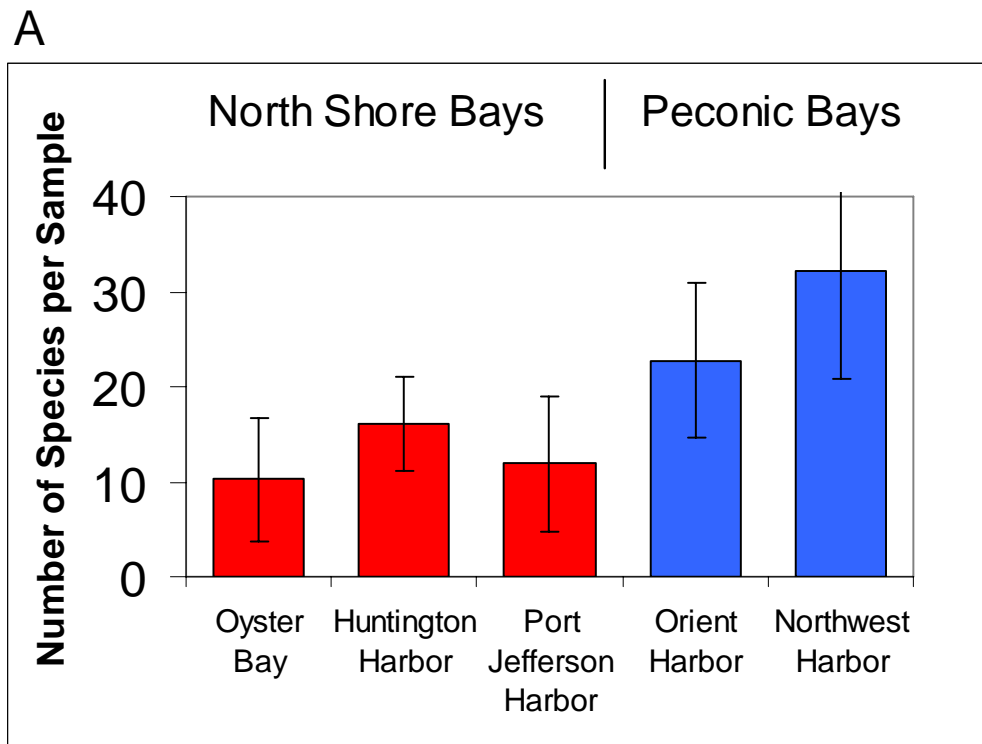 A
North Shore Bays
Peconic Bays
Number of Species per Sample
40
30
20
10
0
Oyster
Bay
Huntington
Harbor
Port
Jefferson
Harbor
Orient
Harbor
Northwest
Harbor